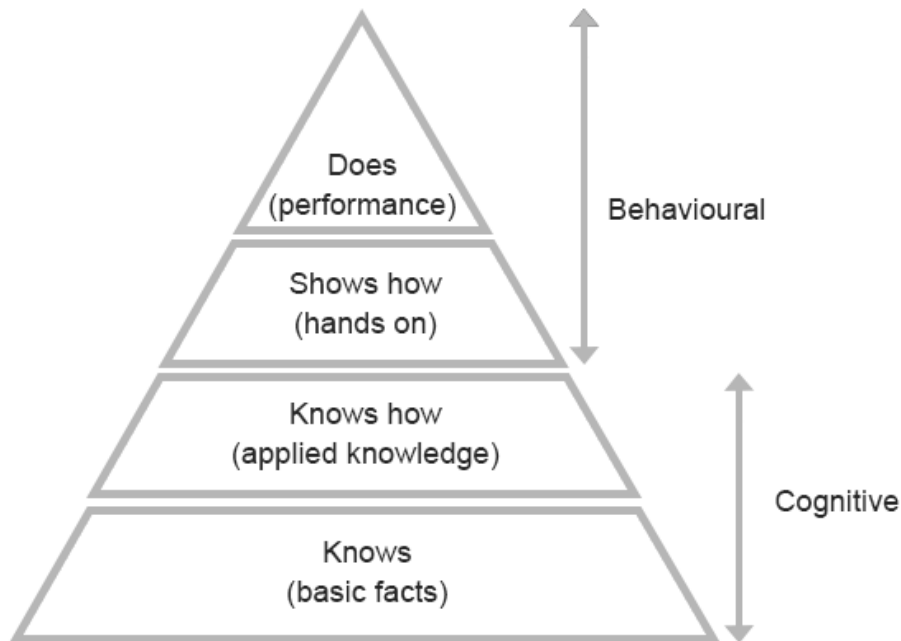 Does
(performance)
Behavioural
Shows how
(hands on)
Knows how
(applied knowledge)
Cognitive
Knows
(basic facts)